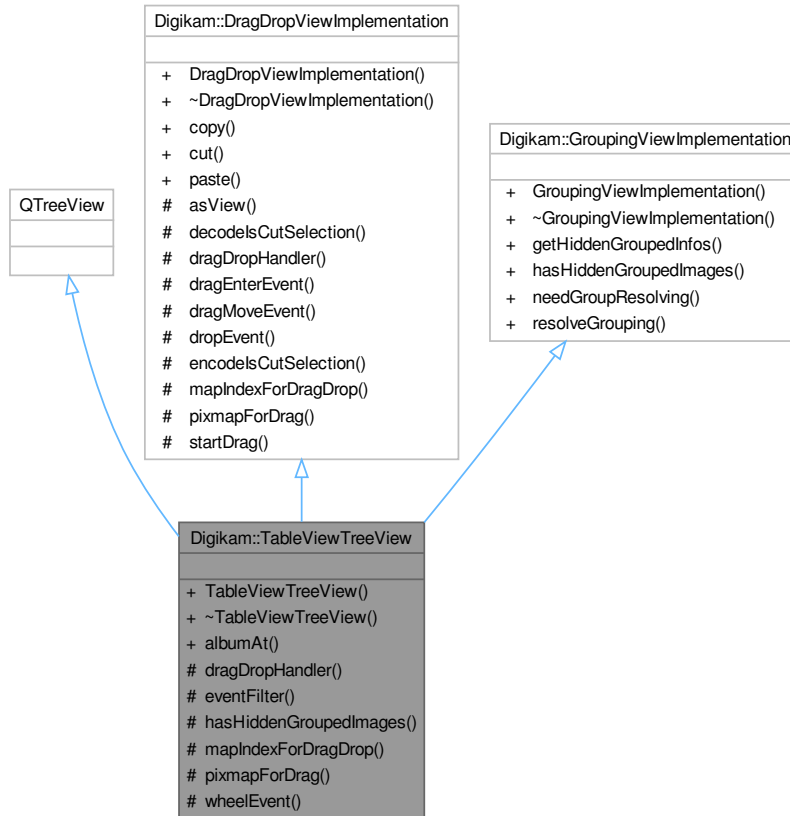 Digikam::DragDropViewImplementation
+ DragDropViewImplementation()
+ ~DragDropViewImplementation()
+ copy()
+ cut()
+ paste()
# asView()
# decodeIsCutSelection()
# dragDropHandler()
# dragEnterEvent()
# dragMoveEvent()
# dropEvent()
# encodeIsCutSelection()
# mapIndexForDragDrop()
# pixmapForDrag()
# startDrag()
Digikam::GroupingViewImplementation
+ GroupingViewImplementation()
+ ~GroupingViewImplementation()
+ getHiddenGroupedInfos()
+ hasHiddenGroupedImages()
+ needGroupResolving()
+ resolveGrouping()
QTreeView
Digikam::TableViewTreeView
+ TableViewTreeView()
+ ~TableViewTreeView()
+ albumAt()
# dragDropHandler()
# eventFilter()
# hasHiddenGroupedImages()
# mapIndexForDragDrop()
# pixmapForDrag()
# wheelEvent()